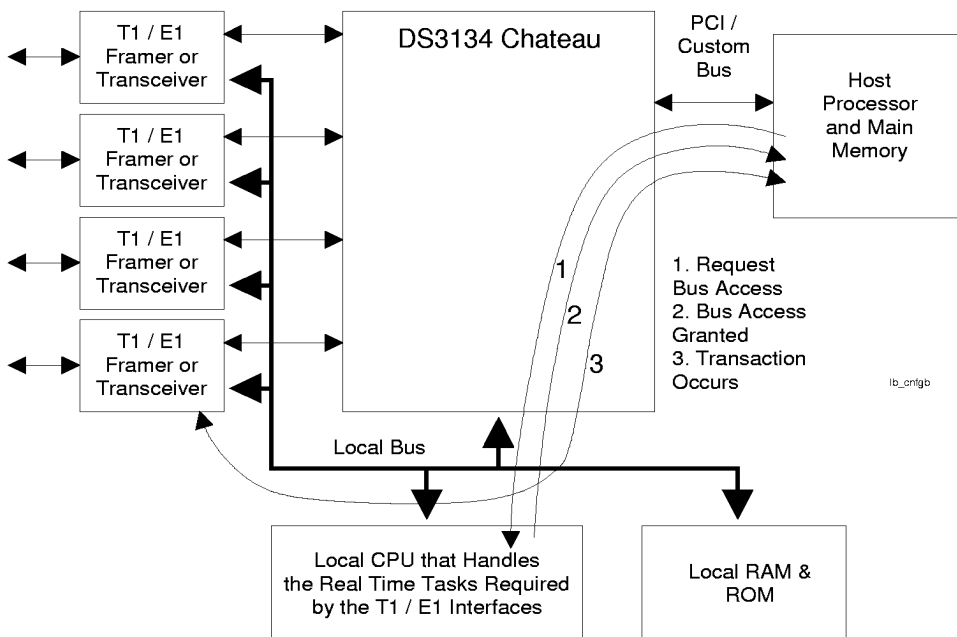 T1 / E1
Framer or
Transceiver
T1 / E1
Framer or
Transceiver
T1 / E1
Framer or
Transceiver
T1 / E1
Framer or
Transceiver
DS3134 Chateau
PCI /
Custom
Bus
Host
Processor
and Main
Memory
1
2
3
1. Request
Bus Access
2. Bus Access
Granted
3. Transaction
Occurs
lb_cnfgb
Local Bus
Local CPU that Handles
the Real Time Tasks Required
by the T1 / E1 Interfaces
Local RAM &
ROM